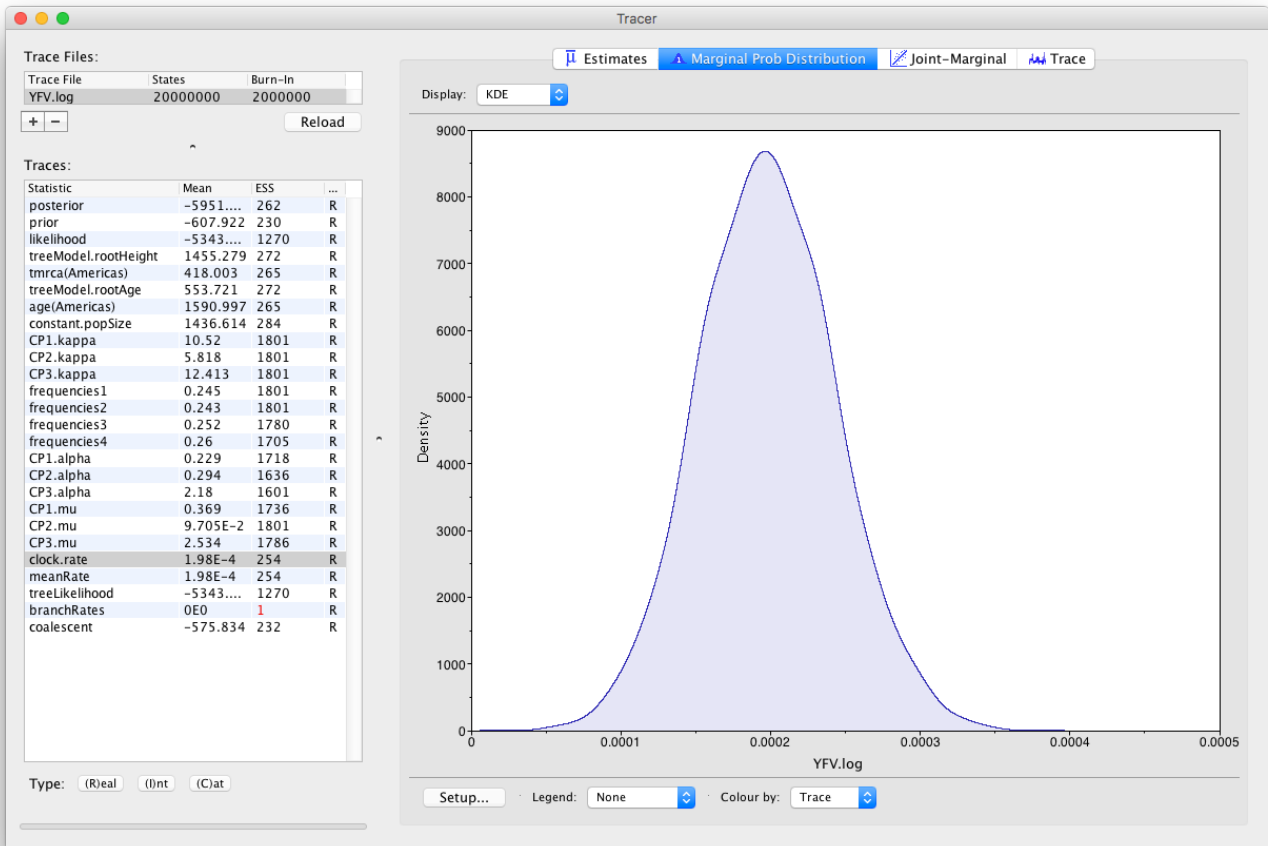 Tracer
Trace Files:
Trace File States Burn-In
YFV.log 20000000 2000000
+ − Reload
Traces:
Statistic Mean ESS ...
posterior -5951.... 262 R
prior -607.922 230 R
likelihood -5343.... 1270 R
treeModel.rootHeight 1455.279 272 R
tmrca(Americas) 418.003 265 R
treeModel.rootAge 553.721 272 R
age(Americas) 1590.997 265 R
constant.popSize 1436.614 284 R
CP1.kappa 10.52 1801 R
CP2.kappa 5.818 1801 R
CP3.kappa 12.413 1801 R
frequencies1 0.245 1801 R
frequencies2 0.243 1801 R
frequencies3 0.252 1780 R
frequencies4 0.26 1705 R
CP1.alpha 0.229 1718 R
CP2.alpha 0.294 1636 R
CP3.alpha 2.18 1601 R
CP1.mu 0.369 1736 R
CP2.mu 9.705E-2 1801 R
CP3.mu 2.534 1786 R
clock.rate 1.98E-4 254 R
meanRate 1.98E-4 254 R
treeLikelihood -5343.... 1270 R
branchRates 0E0 1 R
coalescent -575.834 232 R
Type: (R)eal (I)nt (C)at
Estimates Marginal Prob Distribution Joint-Marginal Trace
Display: KDE
9000
8000
7000
6000
5000
4000
3000
2000
1000
0
Density
0 0.0001 0.0002 0.0003 0.0004 0.0005
YFV.log
Setup... Legend: None Colour by: Trace